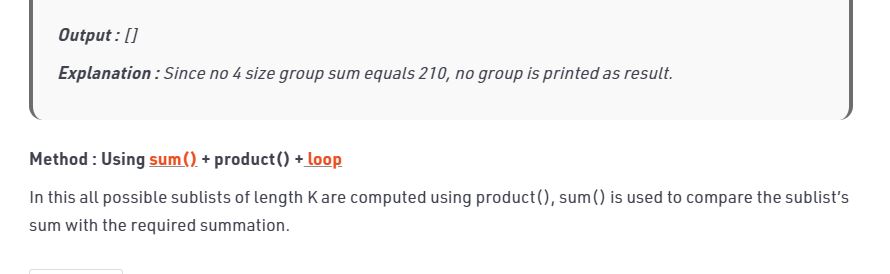 Output : []
Explanation : Since no 4 size group sum equals 210, no group is printed as result.
Method : Using sum() + product() + loop
In this all possible sublists of length K are computed using product(), sum() is used to compare the sublist’s
sum with the required summation.